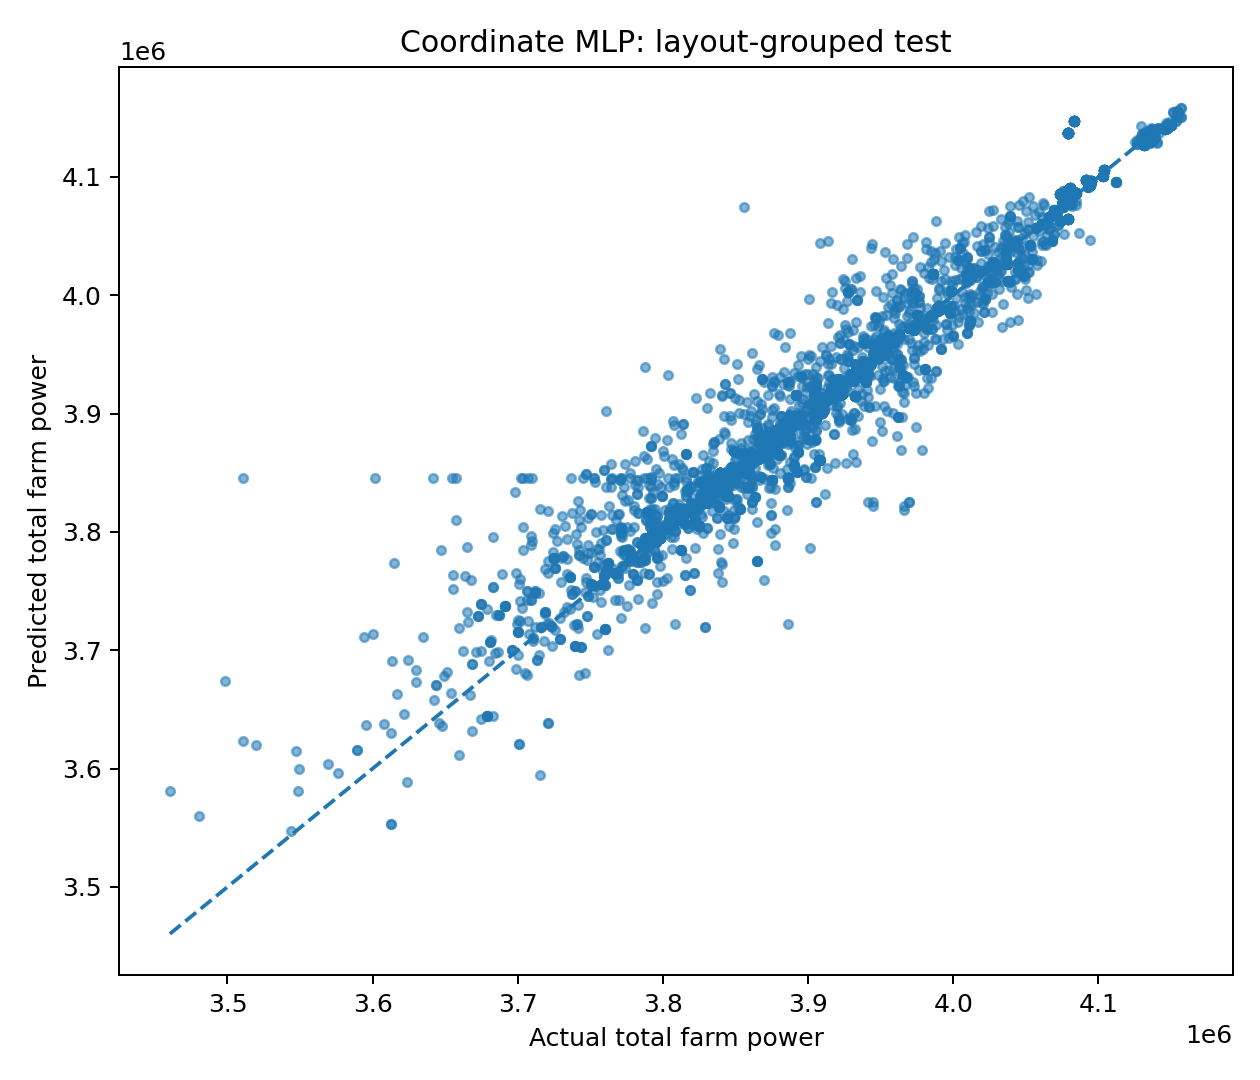 Coordinate MLP: layout-grouped test
1e6
4.1
4.0
3.9
3.8
3.7
3.6
3.5
Predicted total farm power
3.5 3.6 3.7 3.8 3.9 4.0 4.1
Actual total farm power
1e6